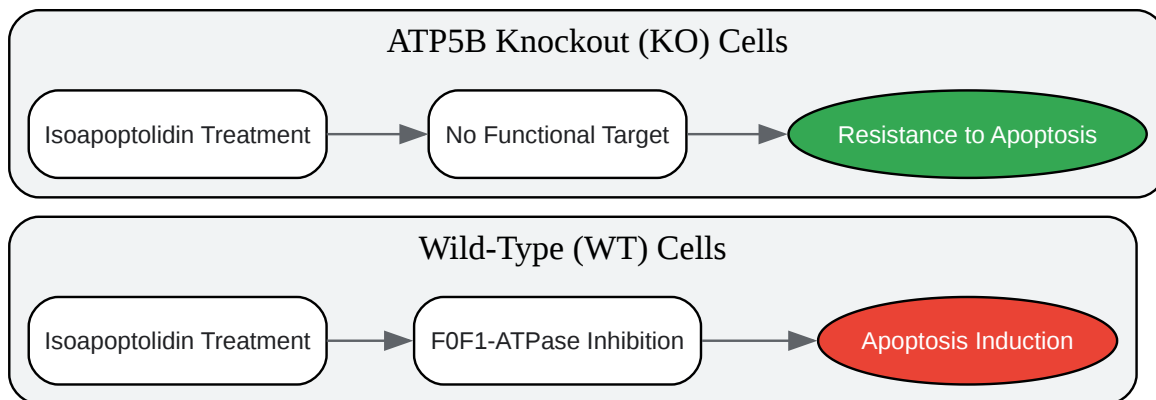 ATP5B Knockout (KO) Cells
Isoapoptolidin Treatment
No Functional Target
Resistance to Apoptosis
Wild-Type (WT) Cells
Isoapoptolidin Treatment
F0F1-ATPase Inhibition
Apoptosis Induction